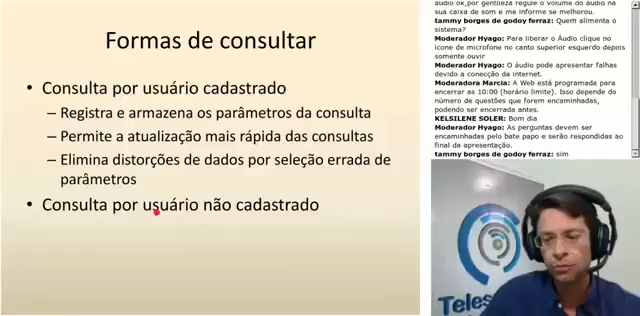 Formas de consultar
• Consulta por usuário cadastrado
– Registra e armazena os parâmetros da consulta
– Permite a atualização mais rápida das consultas
– Elimina distorções de dados por seleção errada de
parâmetros
• Consulta por usuário não cadastrado
áudio ok,por gentileza regule o volume do áudio na
sua caixa de som e me informe se melhorou.
tammy borges de godoy ferraz: Quem alimenta o
sistema?
Moderador Hyago: Para liberar o Áudio clique no
ícone de microfone no canto superior esquerdo depois
somente ouvir
Moderador Hyago: O áudio pode apresentar falhas
devido a conecção da internet.
Moderadora Marcia: A Web está programada para
encerrar as 10:00 (horário limite). Isso depende do
número de questões que forem encaminhadas,
podendo ser encerrada antes.
KELSILENE SOLER: Bom dia
Moderador Hyago: As perguntas devem ser
encaminhadas pelo bate papo e serão respondidas ao
final da apresentação.
tammy borges de godoy ferraz: sim
Teles